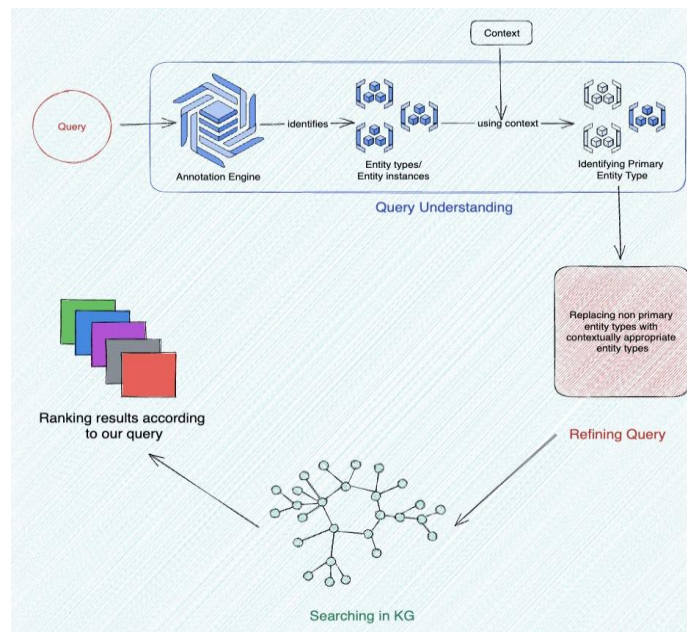 Context
Query
identifies
using context
Annotation Engine
Entity types/
Entity instances
Identifying Primary
Entity Type
Query Understanding
Replacing non primary
entity types with
contextually appropriate
entity types
Refining Query
Ranking results according
to our query
Searching in KG